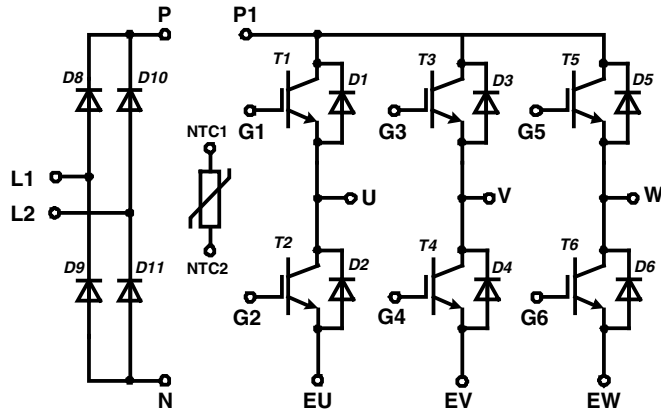 P P1
D8 D10 T1 D1 T3 D3 T5 D5
G1 G3 G5
NTC1
L1 U V W
L2
T2 T4 T6
D9 D11 NTC2 D2 D4 D6
G2 G4 G6
N EU EV EW